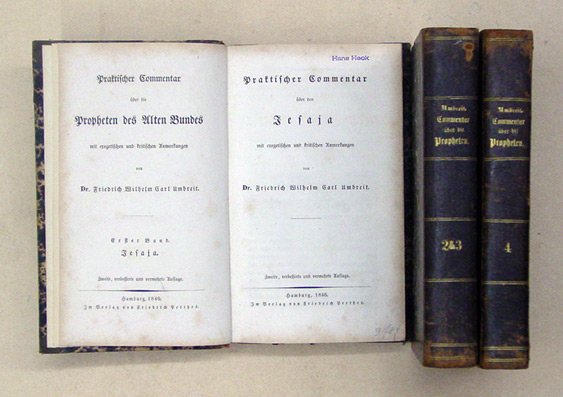 Praktischer Commentar
über die
Propheten des Alten Bundes
mit exegetischen und kritischen Anmerkungen
von
Dr. Friedrich Wilhelm Carl Umbreit.
Erster Band.
Jesaja.
Zweite, verbesserte und vermehrte Auflage.
Hamburg, 1846.
Im Verlag von Friedrich Perthes.
Hans Heak
Praktischer Commentar
über den
Jesaja
mit exegetischen und kritischen Anmerkungen
von
Dr. Friedrich Wilhelm Carl Umbreit.
Zweite, verbesserte und vermehrte Auflage.
Hamburg, 1846.
Im Verlag von Friedrich Perthes.
Umbreit.
Commentar
über die
Propheten.
2&3
Umbreit.
Commentar
über die
Propheten.
4